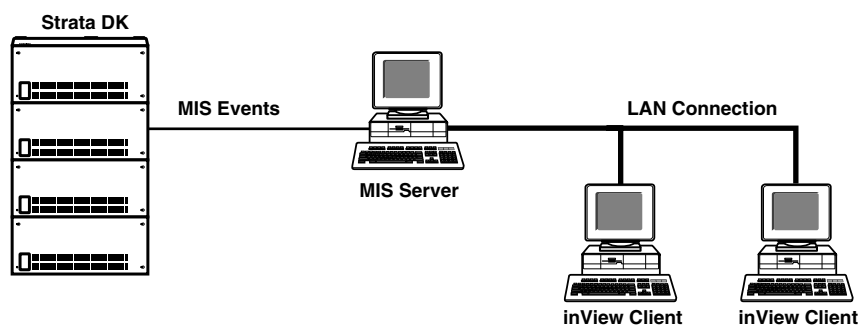 Strata DK
MIS Events
LAN Connection
MIS Server
inView Client
inView Client